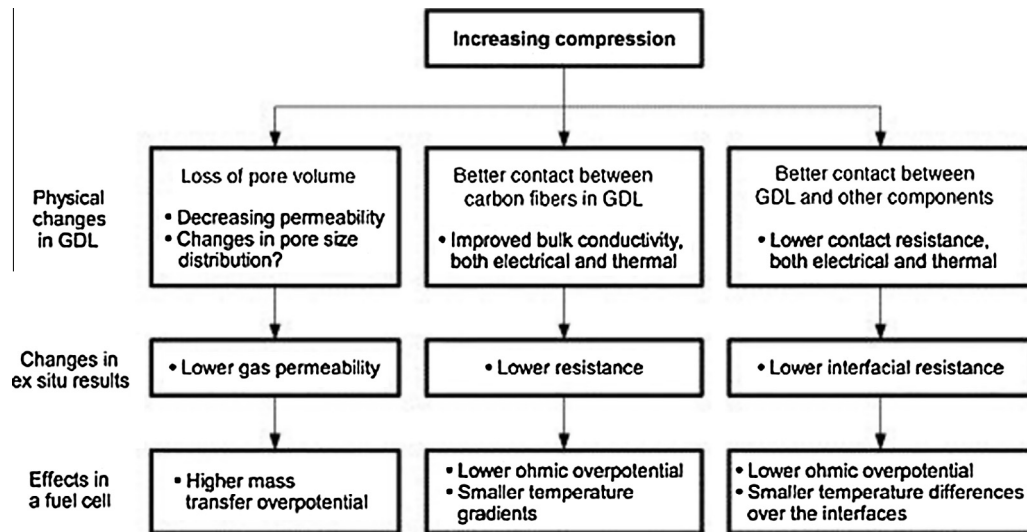 Increasing compression
Physical
changes
in GDL
Loss of pore volume
• Decreasing permeability
• Changes in pore size
distribution?
Better contact between
carbon fibers in GDL
• Improved bulk conductivity,
both electrical and thermal
Better contact between
GDL and other components
• Lower contact resistance,
both electrical and thermal
Changes in
ex situ results
• Lower gas permeability
• Lower resistance
• Lower interfacial resistance
Effects in
a fuel cell
• Higher mass
transfer overpotential
• Lower ohmic overpotential
• Smaller temperature
gradients
• Lower ohmic overpotential
• Smaller temperature differences
over the interfaces